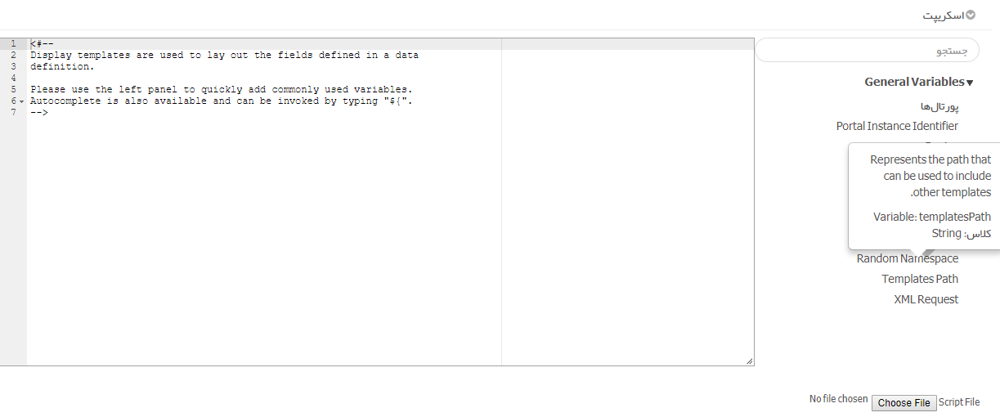 اسکریپت
جستجو
General Variables
پورتال‌ها
Portal Instance Identifier
Represents the path that
can be used to include
.other templates
Variable: templatesPath
کلاس: String
Random Namespace
Templates Path
XML Request
1 <#--
2 Display templates are used to lay out the fields defined in a data
3 definition.
4
5 Please use the left panel to quickly add commonly used variables.
6 Autocomplete is also available and can be invoked by typing "${".
7 -->
Script File Choose File No file chosen